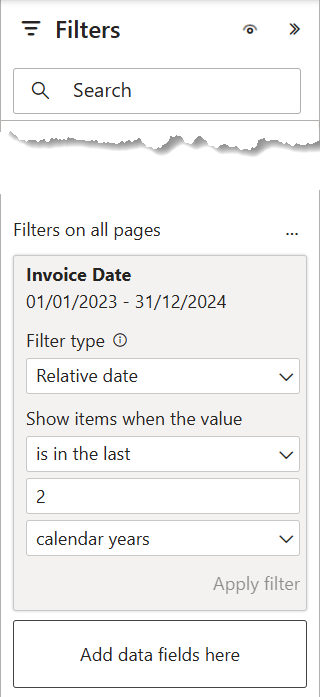 Filters
Search
Filters on all pages
...
Invoice Date
01/01/2023 - 31/12/2024
Filter type
Relative date
Show items when the value
is in the last
2
calendar years
Apply filter
Add data fields here